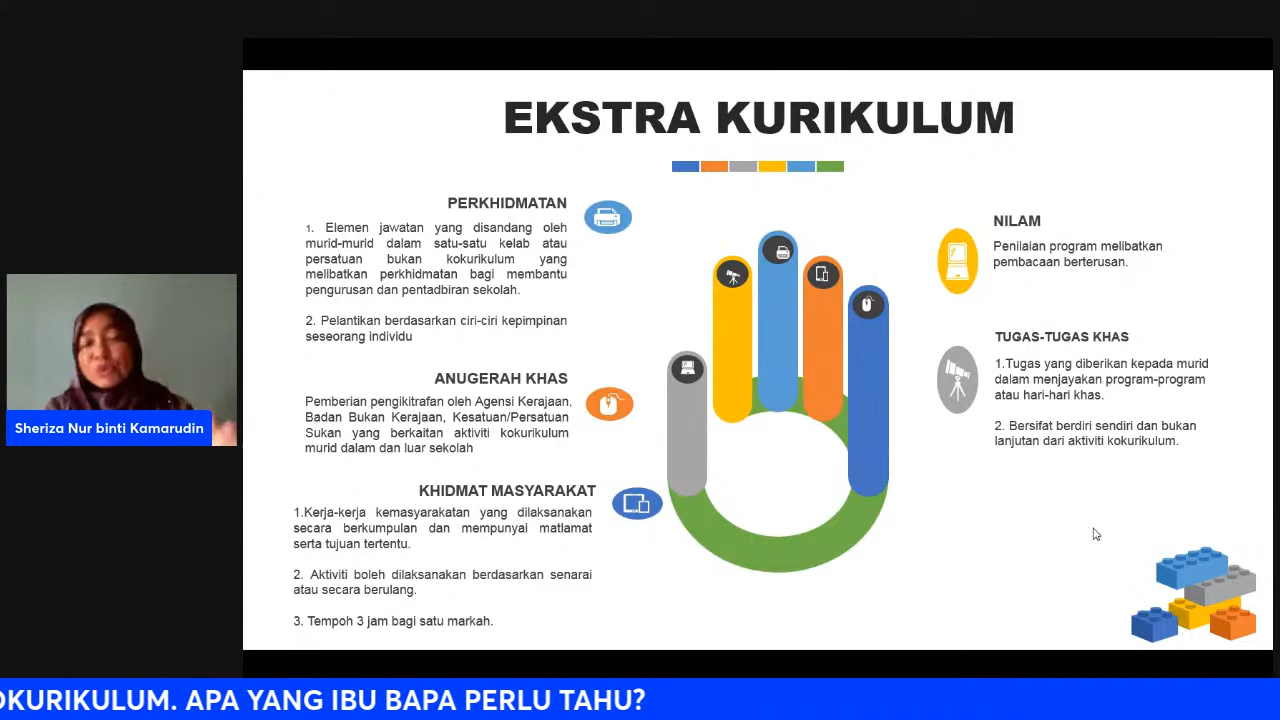 EKSTRA KURIKULUM
PERKHIDMATAN
1. Elemen jawatan yang disandang oleh
murid-murid dalam satu-satu kelab atau
persatuan bukan kokurikulum yang
melibatkan perkhidmatan bagi membantu
pengurusan dan pentadbiran sekolah.
2. Pelantikan berdasarkan ciri-ciri kepimpinan
seseorang individu
ANUGERAH KHAS
Pemberian pengikitrafan oleh Agensi Kerajaan,
Badan Bukan Kerajaan, Kesatuan/Persatuan
Sukan yang berkaitan aktiviti kokurikulum
murid dalam dan luar sekolah
KHIDMAT MASYARAKAT
1.Kerja-kerja kemasyarakatan yang dilaksanakan
secara berkumpulan dan mempunyai matlamat
serta tujuan tertentu.
2. Aktiviti boleh dilaksanakan berdasarkan senarai
atau secara berulang.
3. Tempoh 3 jam bagi satu markah.
NILAM
Penilaian program melibatkan
pembacaan berterusan.
TUGAS-TUGAS KHAS
1.Tugas yang diberikan kepada murid
dalam menjayakan program-program
atau hari-hari khas.
2. Bersifat berdiri sendiri dan bukan
lanjutan dari aktiviti kokurikulum.
Sheriza Nur binti Kamarudin
OKURIKULUM. APA YANG IBU BAPA PERLU TAHU?